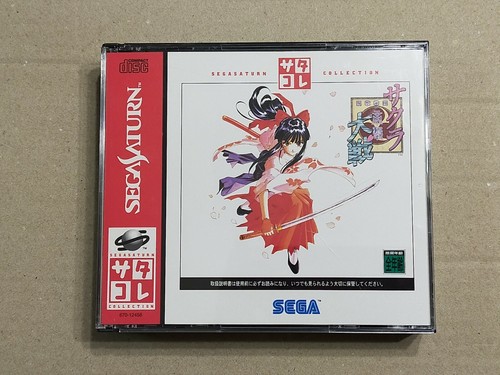 COMPACT
disc
SEGASATURN
SEGASATURN
サタ
コレ
COLLECTION
SEGASATURN サタ COLLECTION
コレ
サクラ
大戦
取扱説明書は使用前に必ずお読みになり、いつでも見られるよう大切に保管してください。
SEGA